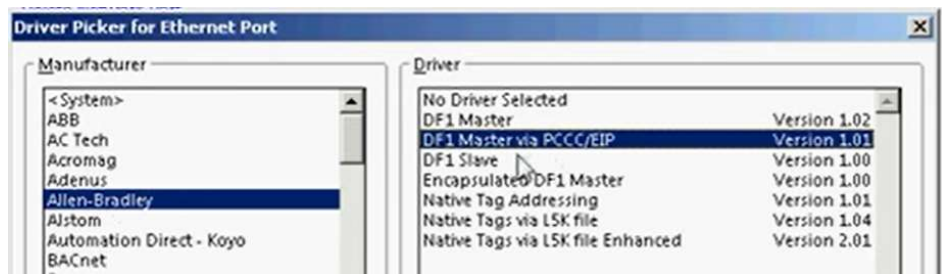 Driver Picker for Ethernet Port
Manufacturer
<System>
ABB
AC Tech
Acromag
Adenus
Allen-Bradley
Alstom
Automation Direct - Koyo
BACnet
Driver
No Driver Selected
DF1 Master Version 1.02
DF1 Master via PCCC/EIP Version 1.01
DF1 Slave Version 1.00
Encapsulated DF1 Master Version 1.00
Native Tag Addressing Version 1.01
Native Tags via L5K file Version 1.04
Native Tags via L5K file Enhanced Version 2.01